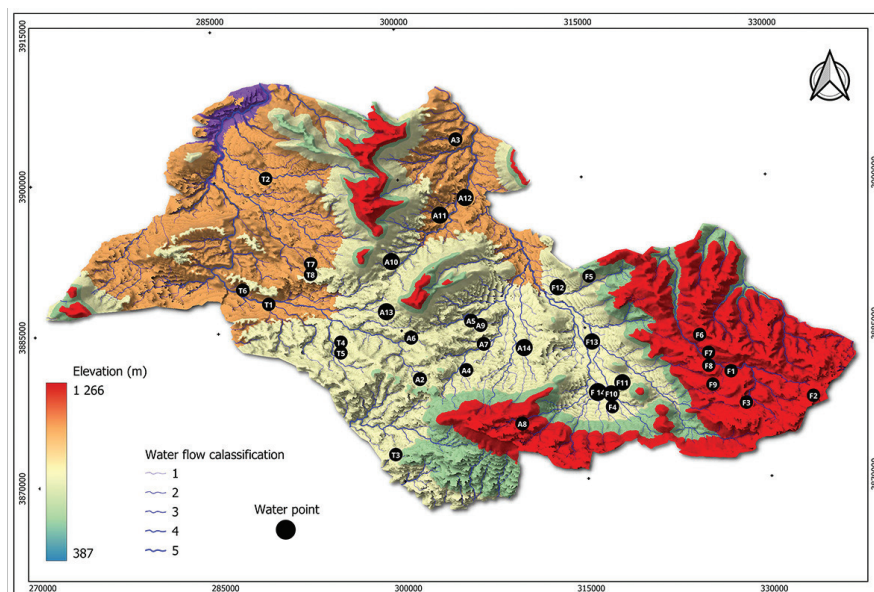 285000 300000 315000 330000
3915000
3900000
3885000
3870000
A3
T2
A12
A11
T7
A10
T8
F5
F12
T6
T1
A13
A5
A9
F6
A6
T4
A7
A14
F13
F7
T5
F8
F1
A4
A2
F11
F9
F 14
F10
F2
F4
F3
A8
T3
Elevation (m)
1 266
387
Water flow calassification
1
2
3
4
5
Water point
270000 285000 300000 315000 330000